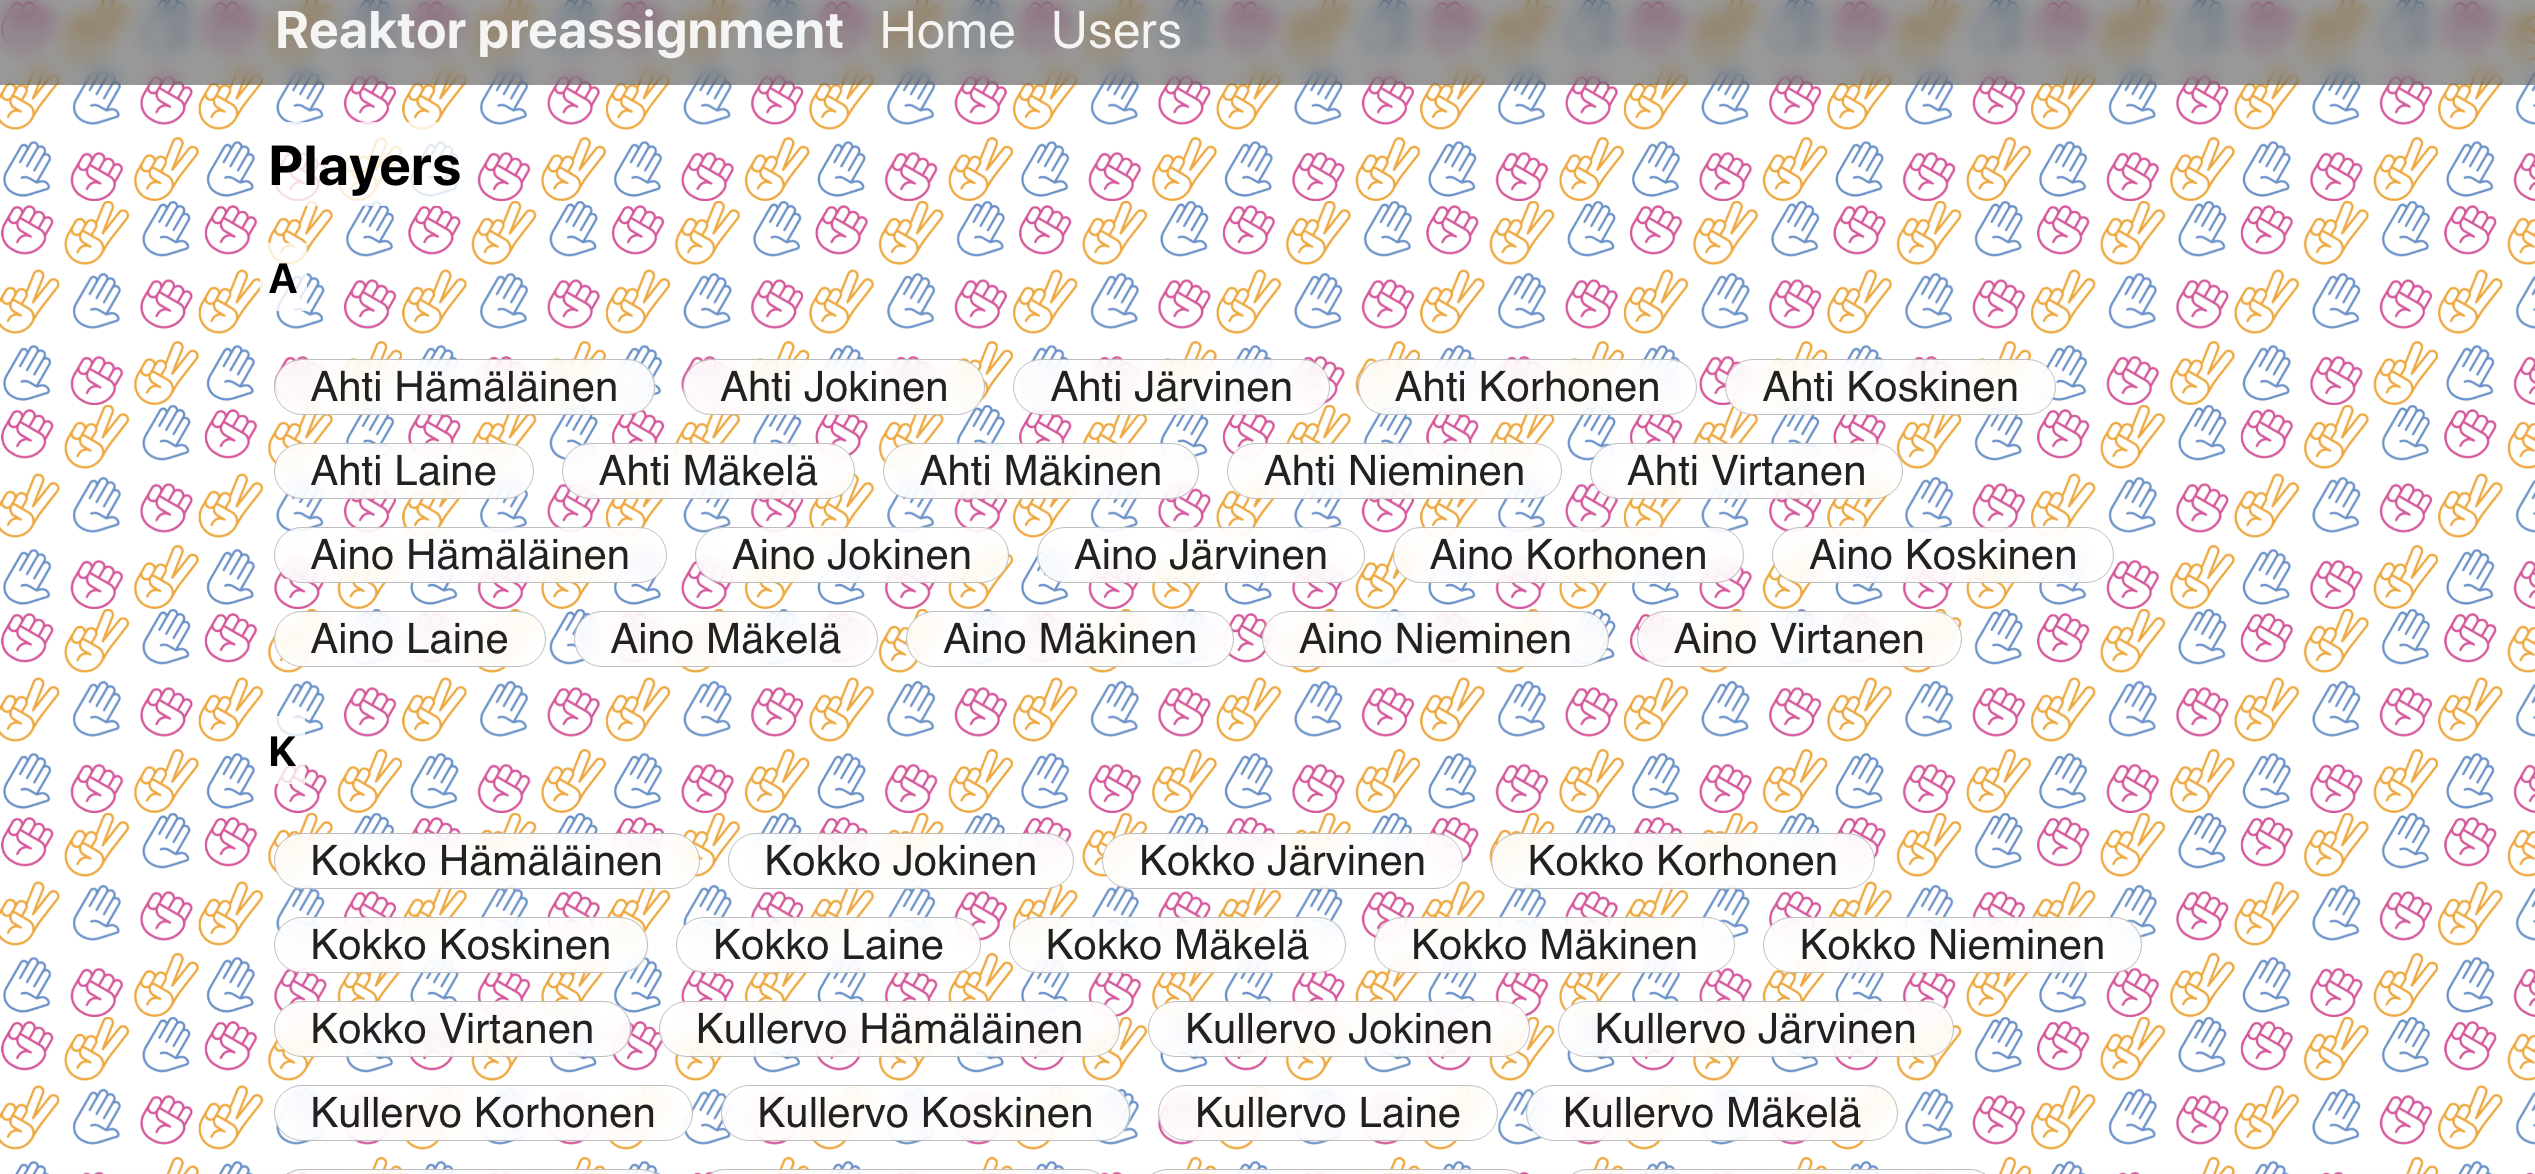 Reaktor preassignment Home Users
Players
A
Ahti Hämäläinen Ahti Jokinen Ahti Järvinen Ahti Korhonen Ahti Koskinen
Ahti Laine Ahti Mäkelä Ahti Mäkinen Ahti Nieminen Ahti Virtanen
Aino Hämäläinen Aino Jokinen Aino Järvinen Aino Korhonen Aino Koskinen
Aino Laine Aino Mäkelä Aino Mäkinen Aino Nieminen Aino Virtanen
K
Kokko Hämäläinen Kokko Jokinen Kokko Järvinen Kokko Korhonen
Kokko Koskinen Kokko Laine Kokko Mäkelä Kokko Mäkinen Kokko Nieminen
Kokko Virtanen Kullervo Hämäläinen Kullervo Jokinen Kullervo Järvinen
Kullervo Korhonen Kullervo Koskinen Kullervo Laine Kullervo Mäkelä